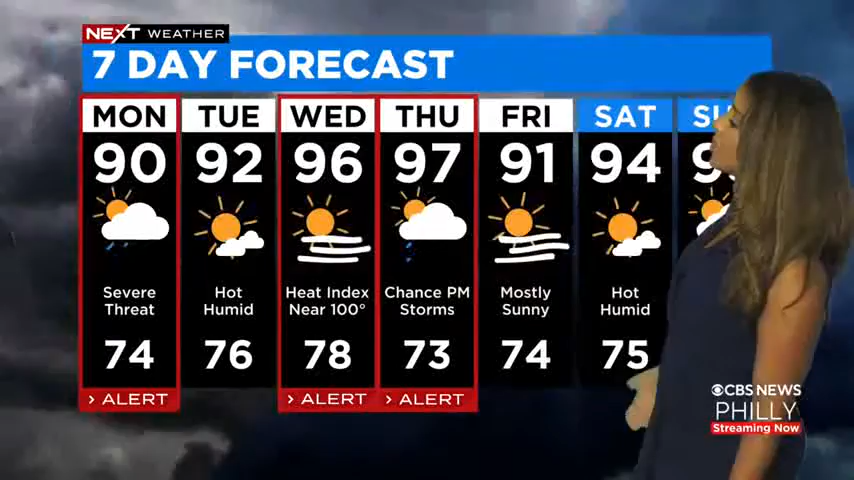 NEXT WEATHER
7 DAY FORECAST
MON TUE WED THU FRI SAT
90 92 96 97 91 94
Severe Threat
Hot Humid
Heat Index Near 100°
Chance PM Storms
Mostly Sunny
Hot Humid
74 76 78 73 74 75
> ALERT > ALERT > ALERT
CBS NEWS
PHILLY
Streaming Now